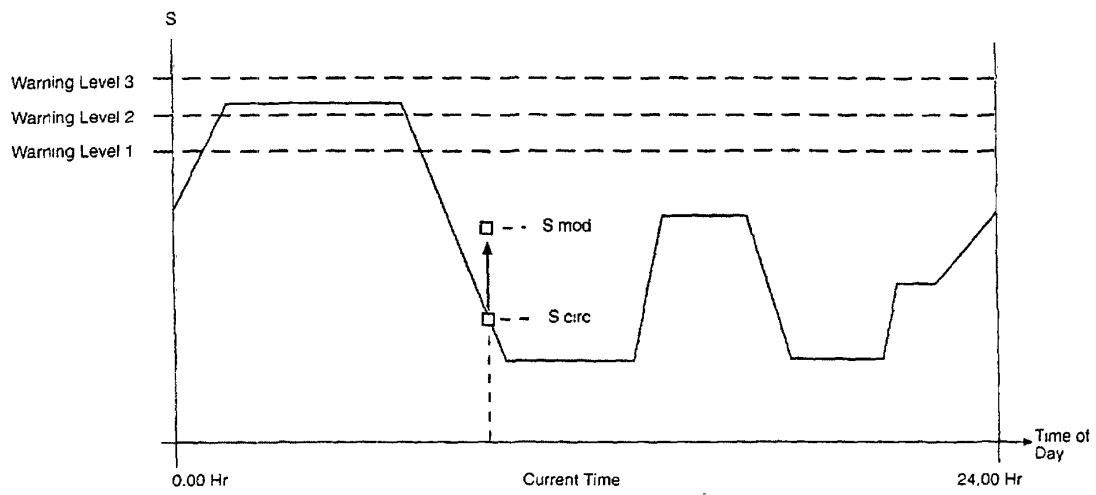 S
Warning Level 3
Warning Level 2
Warning Level 1
S mod
S circ
Time of
Day
0.00 Hr
Current Time
24,00 Hr